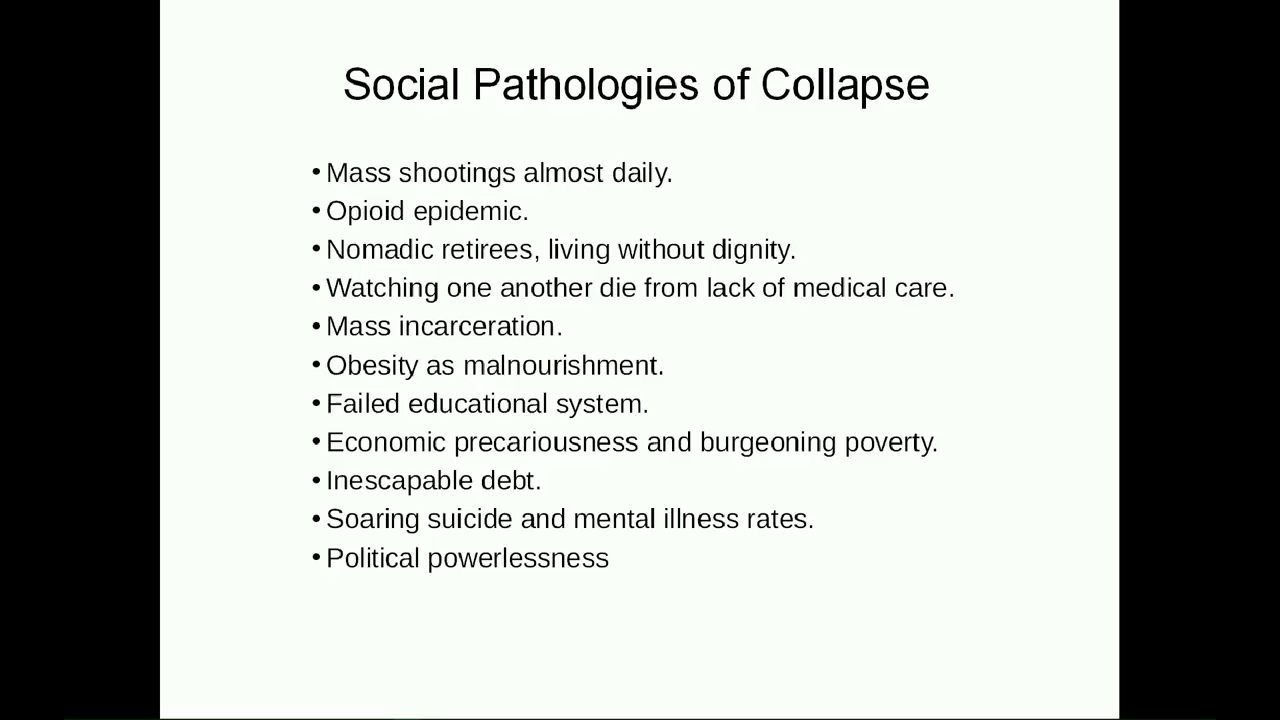 Social Pathologies of Collapse
• Mass shootings almost daily.
• Opioid epidemic.
• Nomadic retirees, living without dignity.
• Watching one another die from lack of medical care.
• Mass incarceration.
• Obesity as malnourishment.
• Failed educational system.
• Economic precariousness and burgeoning poverty.
• Inescapable debt.
• Soaring suicide and mental illness rates.
• Political powerlessness